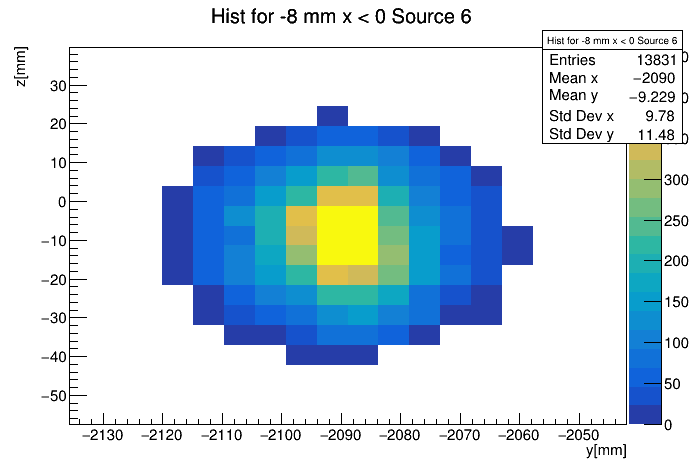 Hist for -8 mm x < 0 Source 6
Hist for -8 mm x < 0 Source 6
Entries 13831
Mean x −2090
Mean y −9.229
Std Dev x 9.78
Std Dev y 11.48
z[mm]
30
20
10
0
−10
−20
−30
−40
−50
−2130 −2120 −2110 −2100 −2090 −2080 −2070 −2060 −2050
y[mm]
300
250
200
150
100
50
0